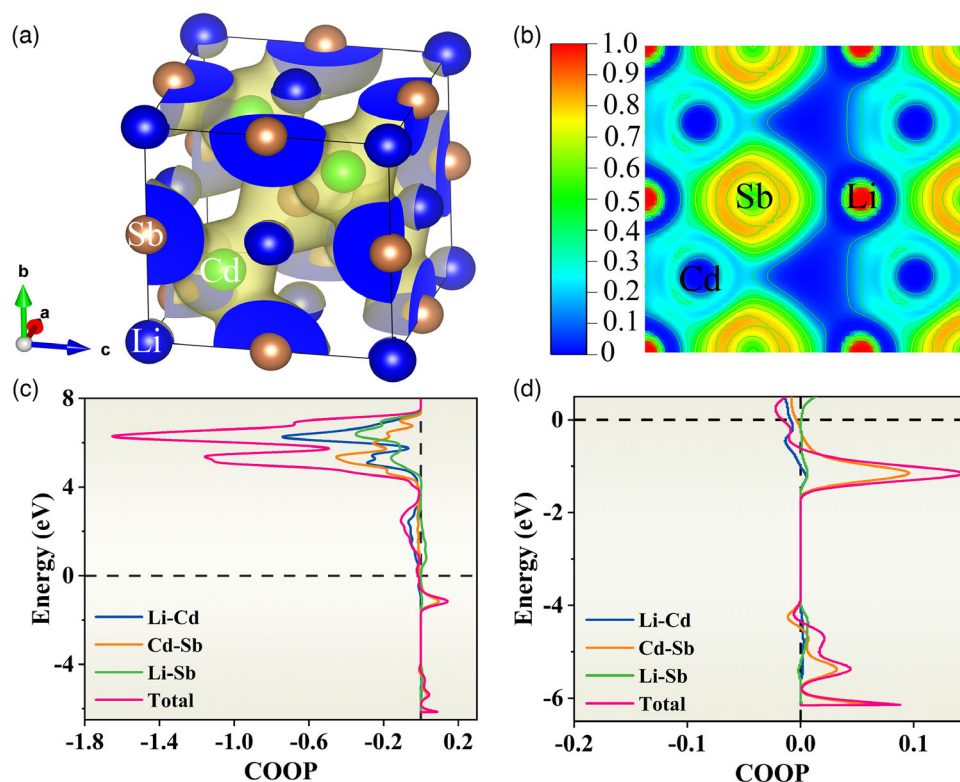 (a)
Sb
Cd
Li
b
a
c
(b)
1.0
0.9
0.8
0.7
0.6
0.5
0.4
0.3
0.2
0.1
0
Sb
Li
Cd
(c)
8
4
0
-4
Energy (eV)
Li-Cd
Cd-Sb
Li-Sb
Total
-1.8
-1.4
-1.0
-0.6
-0.2
0.2
COOP
(d)
0
-2
-4
-6
Energy (eV)
Li-Cd
Cd-Sb
Li-Sb
Total
-0.2
-0.1
0.0
0.1
COOP